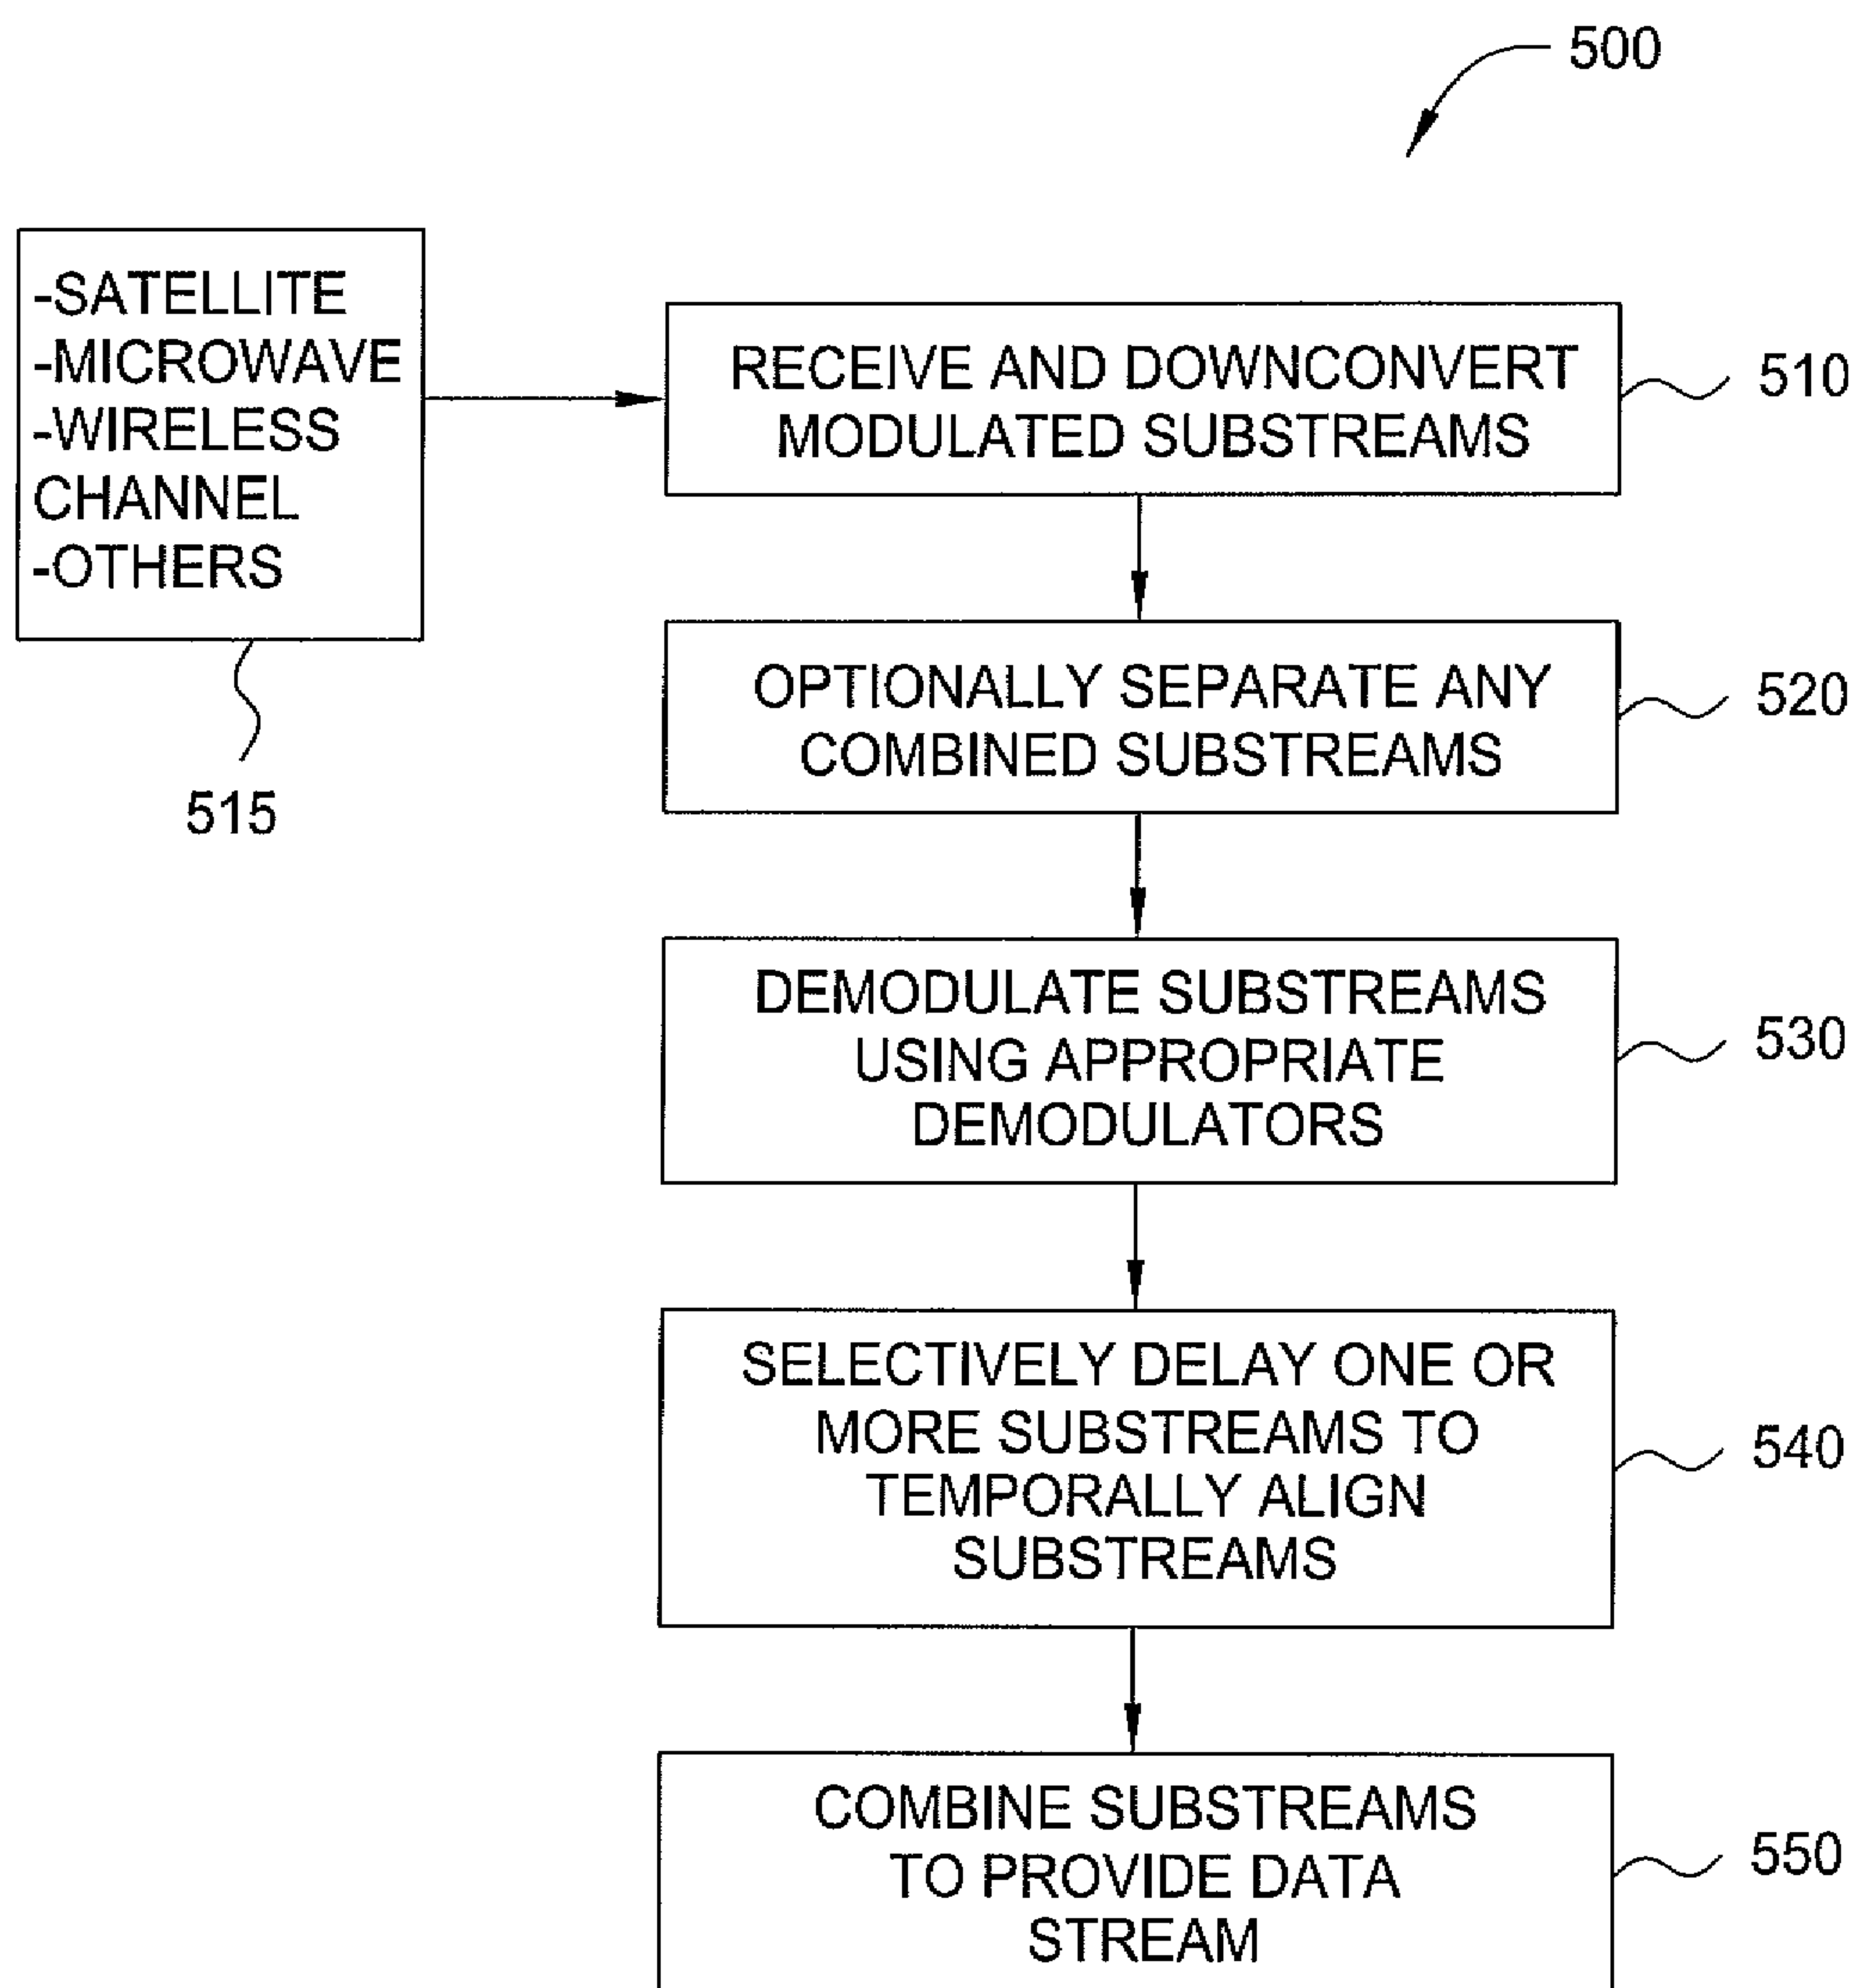 500
-SATELLITE
-MICROWAVE
-WIRELESS
CHANNEL
-OTHERS
515
RECEIVE AND DOWNCONVERT
MODULATED SUBSTREAMS
510
OPTIONALLY SEPARATE ANY
COMBINED SUBSTREAMS
520
DEMODULATE SUBSTREAMS
USING APPROPRIATE
DEMODULATORS
530
SELECTIVELY DELAY ONE OR
MORE SUBSTREAMS TO
TEMPORALLY ALIGN
SUBSTREAMS
540
COMBINE SUBSTREAMS
TO PROVIDE DATA
STREAM
550